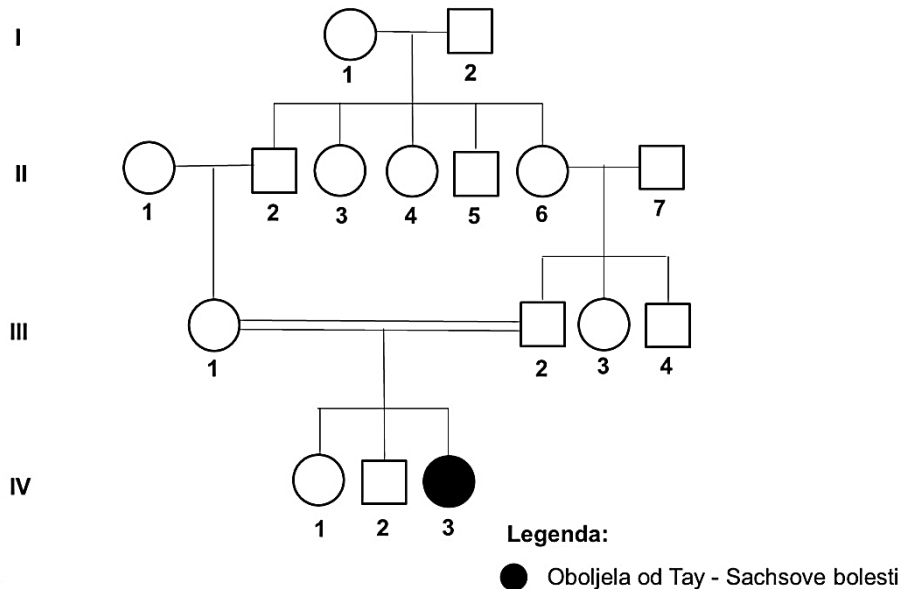 I
1 2
II
1 2 3 4 5 6 7
III
1 2 3 4
IV
1 2 3
Legenda:
Oboljela od Tay - Sachsove bolesti